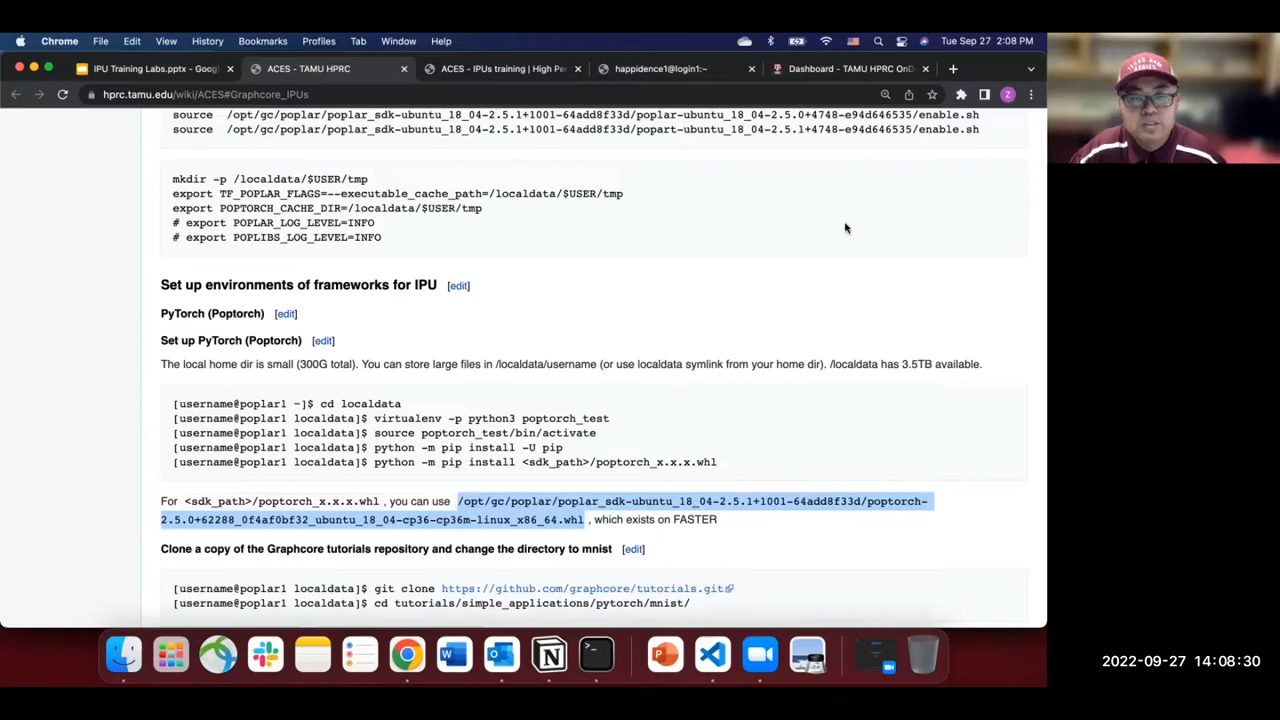 Chrome File Edit View History Bookmarks Profiles Tab Window Help Tue Sep 27 2:08 PM
IPU Training Labs.pptx - Googl ACES - TAMU HPRC ACES - IPUs training | High Per happidence1@login1:~ Dashboard - TAMU HPRC OnD
hprc.tamu.edu/wiki/ACES#Graphcore_IPUs Z
source /opt/gc/poplar/poplar_sdk-ubuntu_18_04-2.5.1+1001-64add8f33d/poplar-ubuntu_18_04-2.5.0+4748-e94d646535/enable.sh
source /opt/gc/poplar/poplar_sdk-ubuntu_18_04-2.5.1+1001-64add8f33d/popart-ubuntu_18_04-2.5.1+4748-e94d646535/enable.sh
mkdir -p /localdata/$USER/tmp
export TF_POPLAR_FLAGS=--executable_cache_path=/localdata/$USER/tmp
export POPTORCH_CACHE_DIR=/localdata/$USER/tmp
# export POPLAR_LOG_LEVEL=INFO
# export POPLIBS_LOG_LEVEL=INFO
Set up environments of frameworks for IPU [edit]
PyTorch (Poptorch) [edit]
Set up PyTorch (Poptorch) [edit]
The local home dir is small (300G total). You can store large files in /localdata/username (or use localdata symlink from your home dir). /localdata has 3.5TB available.
[username@poplar1 ~]$ cd localdata
[username@poplar1 localdata]$ virtualenv -p python3 poptorch_test
[username@poplar1 localdata]$ source poptorch_test/bin/activate
[username@poplar1 localdata]$ python -m pip install -U pip
[username@poplar1 localdata]$ python -m pip install <sdk_path>/poptorch_x.x.x.whl
For <sdk_path>/poptorch_x.x.x.whl , you can use /opt/gc/poplar/poplar_sdk-ubuntu_18_04-2.5.1+1001-64add8f33d/poptorch-
2.5.0+62288_0f4af0bf32_ubuntu_18_04-cp36-cp36m-linux_x86_64.whl , which exists on FASTER
Clone a copy of the Graphcore tutorials repository and change the directory to mnist [edit]
[username@poplar1 localdata]$ git clone https://github.com/graphcore/tutorials.git
[username@poplar1 localdata]$ cd tutorials/simple_applications/pytorch/mnist/
2022-09-27 14:08:30